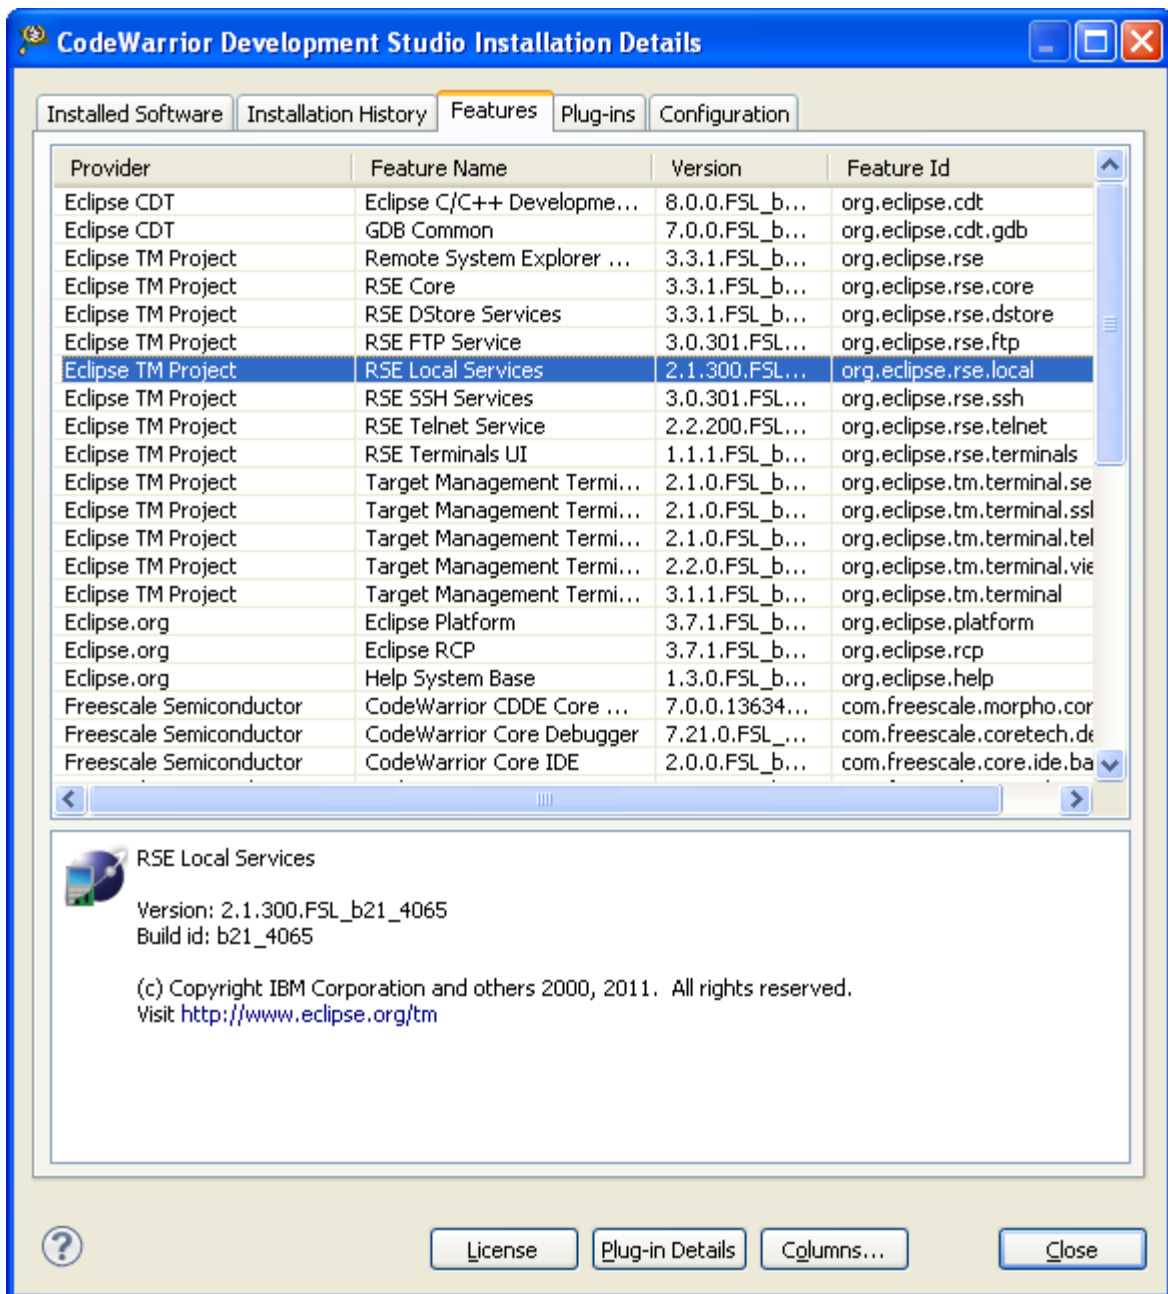 CodeWarrior Development Studio Installation Details
Installed Software Installation History Features Plug-ins Configuration
Provider Feature Name Version Feature Id
Eclipse CDT Eclipse C/C++ Developme... 8.0.0.FSL_b... org.eclipse.cdt
Eclipse CDT GDB Common 7.0.0.FSL_b... org.eclipse.cdt.gdb
Eclipse TM Project Remote System Explorer ... 3.3.1.FSL_b... org.eclipse.rse
Eclipse TM Project RSE Core 3.3.1.FSL_b... org.eclipse.rse.core
Eclipse TM Project RSE DStore Services 3.3.1.FSL_b... org.eclipse.rse.dstore
Eclipse TM Project RSE FTP Service 3.0.301.FSL... org.eclipse.rse.ftp
Eclipse TM Project RSE Local Services 2.1.300.FSL... org.eclipse.rse.local
Eclipse TM Project RSE SSH Services 3.0.301.FSL... org.eclipse.rse.ssh
Eclipse TM Project RSE Telnet Service 2.2.200.FSL... org.eclipse.rse.telnet
Eclipse TM Project RSE Terminals UI 1.1.1.FSL_b... org.eclipse.rse.terminals
Eclipse TM Project Target Management Termi... 2.1.0.FSL_b... org.eclipse.tm.terminal.se
Eclipse TM Project Target Management Termi... 2.1.0.FSL_b... org.eclipse.tm.terminal.ssl
Eclipse TM Project Target Management Termi... 2.1.0.FSL_b... org.eclipse.tm.terminal.tel
Eclipse TM Project Target Management Termi... 2.2.0.FSL_b... org.eclipse.tm.terminal.vie
Eclipse TM Project Target Management Termi... 3.1.1.FSL_b... org.eclipse.tm.terminal
Eclipse.org Eclipse Platform 3.7.1.FSL_b... org.eclipse.platform
Eclipse.org Eclipse RCP 3.7.1.FSL_b... org.eclipse.rcp
Eclipse.org Help System Base 1.3.0.FSL_b... org.eclipse.help
Freescale Semiconductor CodeWarrior CDDE Core ... 7.0.0.13634... com.freescale.morpho.cor
Freescale Semiconductor CodeWarrior Core Debugger 7.21.0.FSL_... com.freescale.coretech.de
Freescale Semiconductor CodeWarrior Core IDE 2.0.0.FSL_b... com.freescale.core.ide.ba
RSE Local Services
Version: 2.1.300.FSL_b21_4065
Build id: b21_4065
(c) Copyright IBM Corporation and others 2000, 2011. All rights reserved.
Visit http://www.eclipse.org/tm
? License Plug-in Details Columns... Close